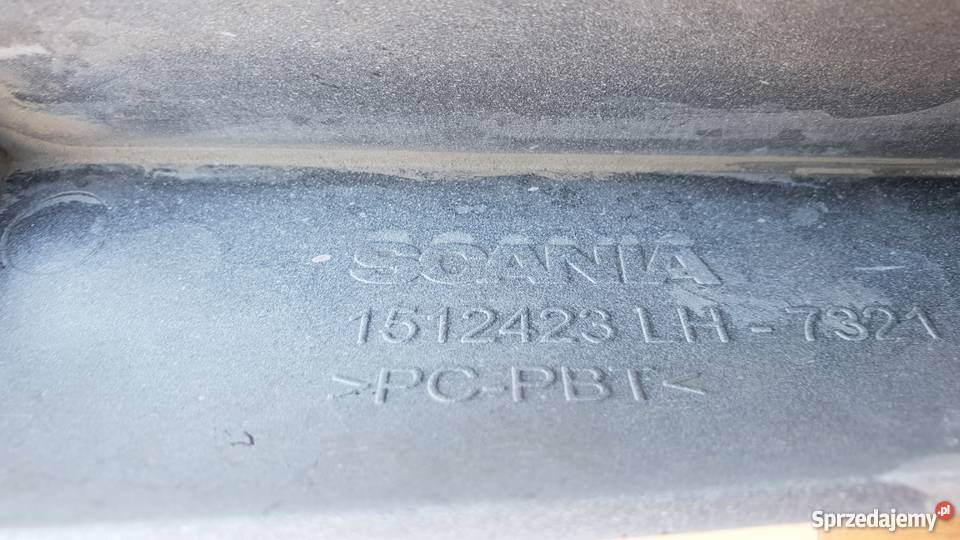 SCANIA
1512423 LH - 7321
>PC-PBT<
Sprzedajemy.pl